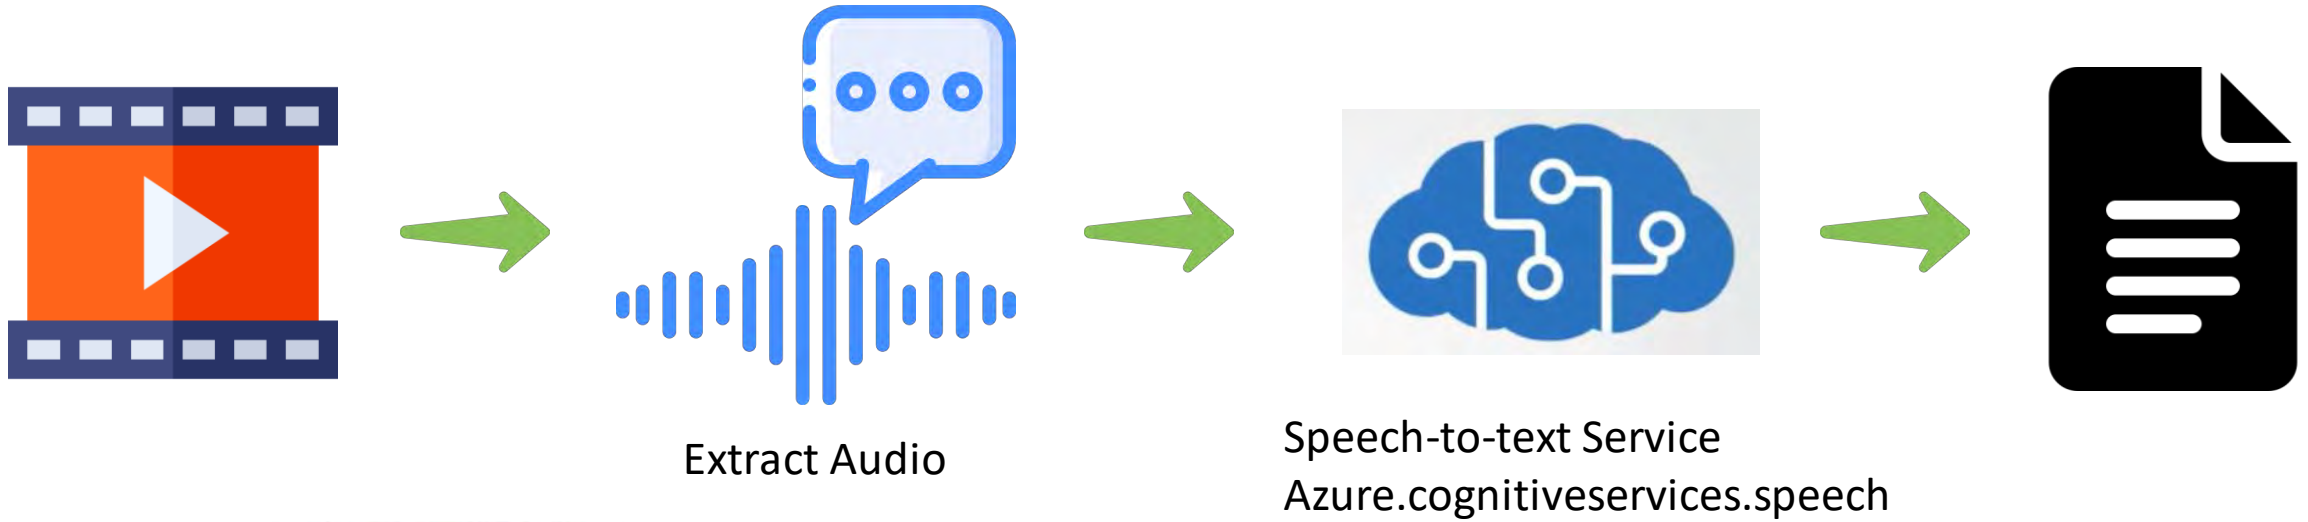 Extract Audio
Speech-to-text Service
Azure.cognitiveservices.speech